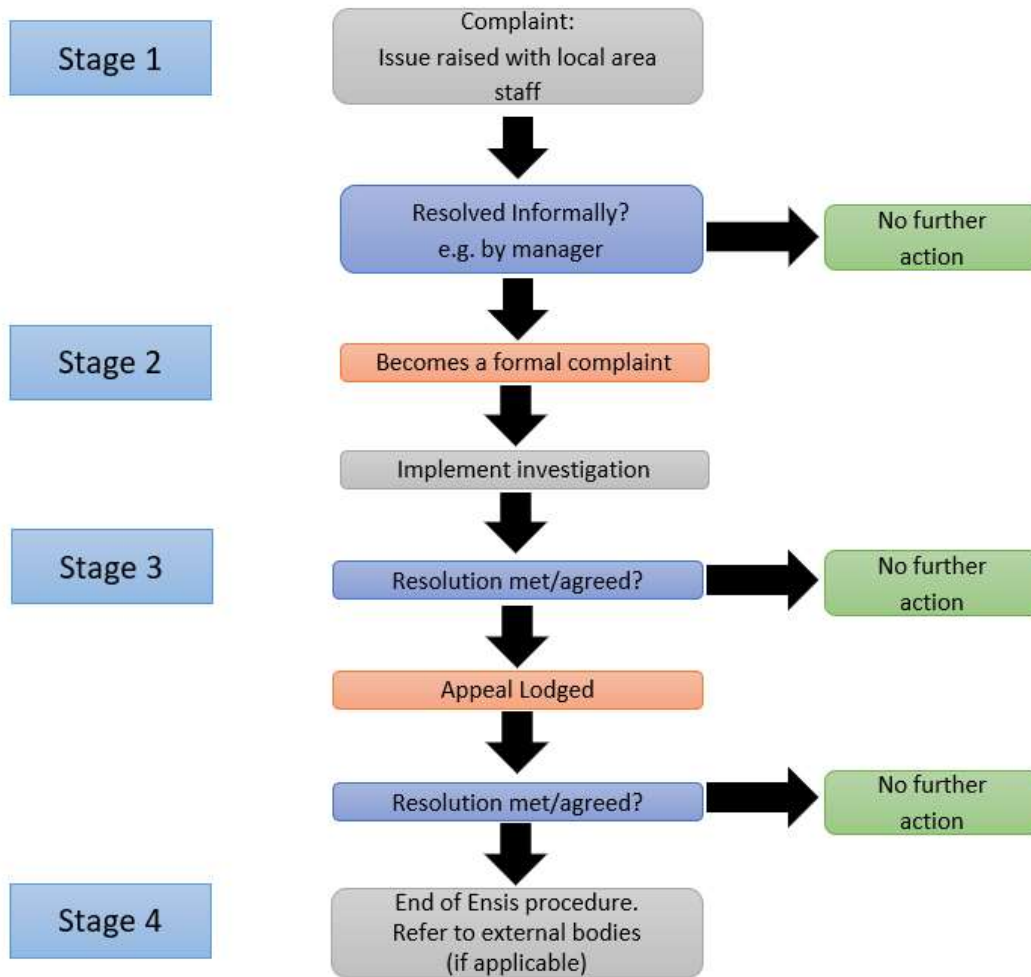 Stage 1
Complaint:
Issue raised with local area
staff
Resolved Informally?
e.g. by manager
No further
action
Stage 2
Becomes a formal complaint
Implement investigation
Stage 3
Resolution met/agreed?
No further
action
Appeal Lodged
Resolution met/agreed?
No further
action
Stage 4
End of Ensis procedure.
Refer to external bodies
(if applicable)